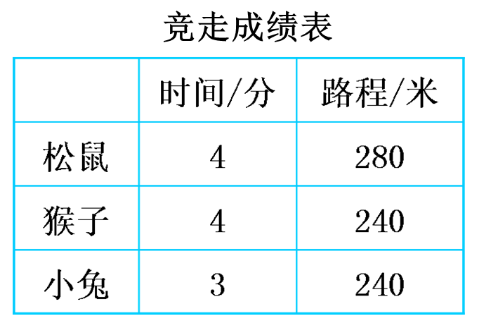 竞走成绩表
时间/分 路程/米
松鼠 4 280
猴子 4 240
小兔 3 240